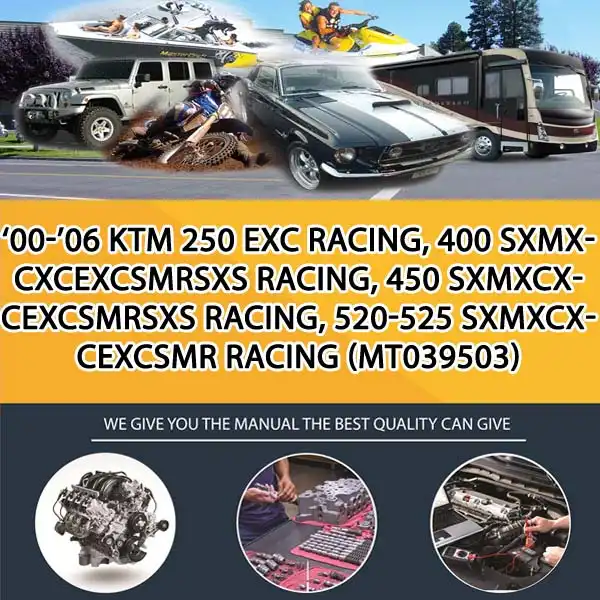 MasterCraft
‘00-’06 KTM 250 EXC RACING, 400 SXMX-
CXCEXCSMRSXS RACING, 450 SXMXCX-
CEXCSMRSXS RACING, 520-525 SXMXCX-
CEXCSMR RACING (MT039503)
WE GIVE YOU THE MANUAL THE BEST QUALITY CAN GIVE